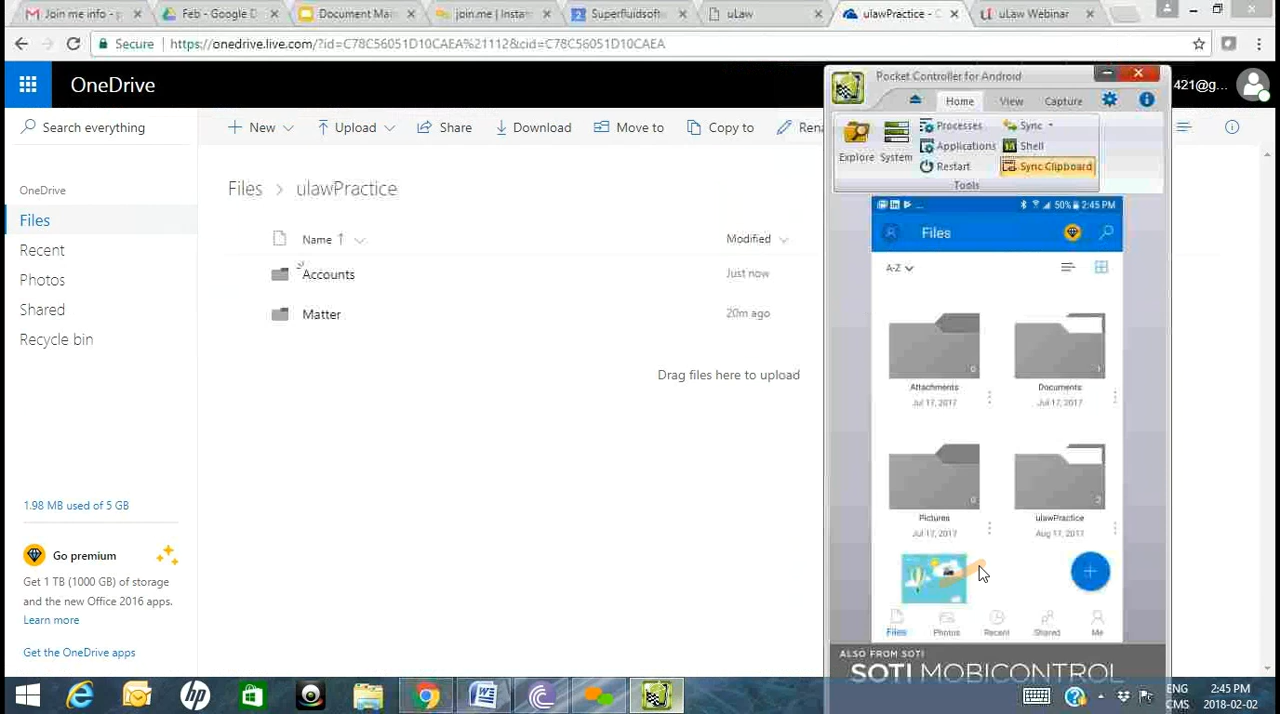 Join me info - p
Feb - Google D
Document Mai
join.me | Insta
Superfluidsoft
uLaw
ulawPractice - C
uLaw Webinar
Secure
https://onedrive.live.com/?id=C78C56051D10CAEA%21112&cid=C78C56051D10CAEA
OneDrive
421@g...
Search everything
New
Upload
Share
Download
Move to
Copy to
Ren
OneDrive
Files
Recent
Photos
Shared
Recycle bin
1.98 MB used of 5 GB
Go premium
Get 1 TB (1000 GB) of storage
and the new Office 2016 apps.
Learn more
Get the OneDrive apps
Files > ulawPractice
Name
Modified
Accounts
Just now
Matter
20m ago
Drag files here to upload
Pocket Controller for Android
Home
View
Capture
Explore
System
Processes
Applications
Restart
Sync
Shell
Sync Clipboard
Tools
50% 2:45 PM
Files
A-Z
0
Attachments
Jul 17, 2017
1
Documents
Jul 17, 2017
0
Pictures
Jul 17, 2017
2
ulawPractice
Aug 17, 2017
Files
Photos
Recent
Shared
Me
ALSO FROM SOTI
SOTI MOBICONTROL
ENG
CMS
2:45 PM
2018-02-02